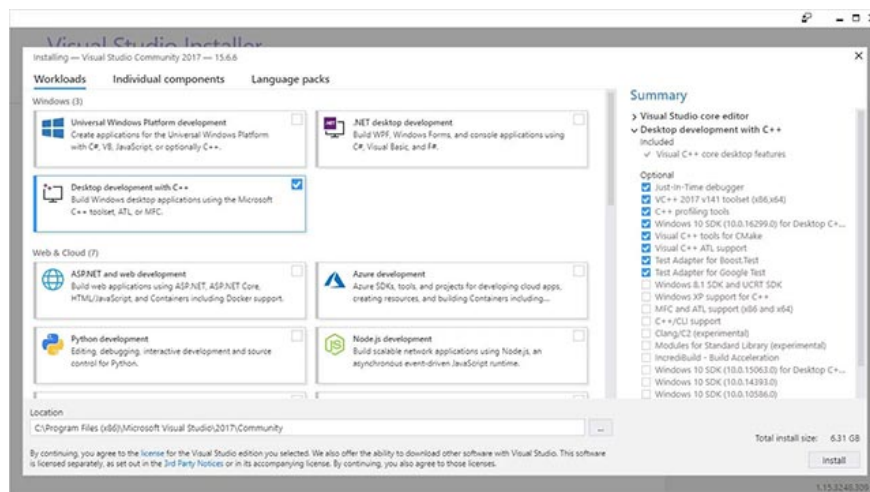 Visual Studio Installer
Installing — Visual Studio Community 2017 — 15.6.6
Workloads Individual components Language packs
Windows (3)
Universal Windows Platform development
Create applications for the Universal Windows Platform
with C#, VB, JavaScript, or optionally C++.
.NET desktop development
Build WPF, Windows Forms, and console applications using
C#, Visual Basic, and F#.
Desktop development with C++
Build Windows desktop applications using the Microsoft
C++ toolset, ATL, or MFC.
Web & Cloud (7)
ASP.NET and web development
Build web applications using ASP.NET, ASP.NET Core,
HTML/JavaScript, and Containers including Docker support.
Azure development
Azure SDKs, tools, and projects for developing cloud apps,
creating resources, and building Containers including...
Python development
Editing, debugging, interactive development and source
control for Python.
Node.js development
Build scalable network applications using Node.js, an
asynchronous event-driven JavaScript runtime.
Summary
Visual Studio core editor
Desktop development with C++
Included
Visual C++ core desktop features
Optional
Just-In-Time debugger
VC++ 2017 v141 toolset (x86,x64)
C++ profiling tools
Windows 10 SDK (10.0.16299.0) for Desktop C+...
Visual C++ tools for CMake
Visual C++ ATL support
Test Adapter for Boost.Test
Test Adapter for Google Test
Windows 8.1 SDK and UCRT SDK
Windows XP support for C++
MFC and ATL support (x86 and x64)
C++/CLI support
Clang/C2 (experimental)
Modules for Standard Library (experimental)
IncrediBuild - Build Acceleration
Windows 10 SDK (10.0.15063.0) for Desktop C+...
Windows 10 SDK (10.0.14393.0)
Windows 10 SDK (10.0.10586.0)
Location
C:\Program Files (x86)\Microsoft Visual Studio\2017\Community
...
Total install size: 6.31 GB
By continuing, you agree to the license for the Visual Studio edition you selected. We also offer the ability to download other software with Visual Studio. This software
is licensed separately, as set out in the 3rd Party Notices or in its accompanying license. By continuing, you also agree to those licenses.
Install
1.15.3248.309